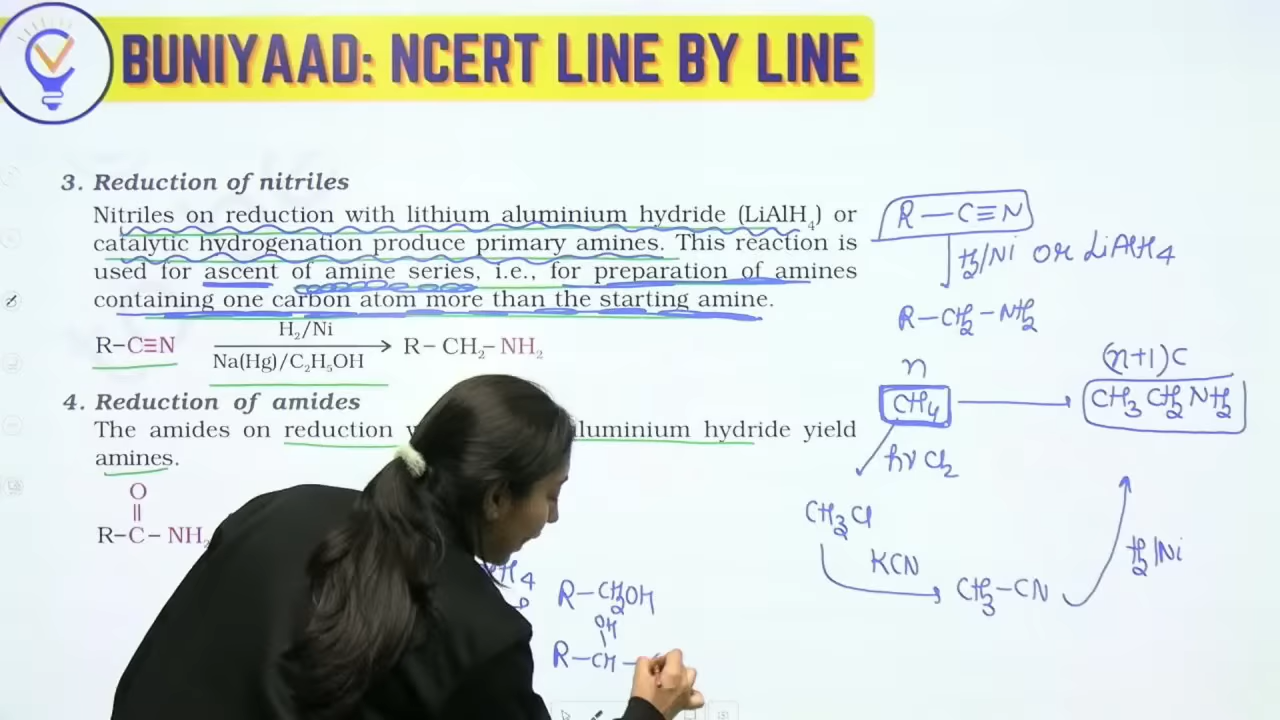 BUNIYAAD: NCERT LINE BY LINE
3. Reduction of nitriles
Nitriles on reduction with lithium aluminium hydride (LiAlH₄) or
catalytic hydrogenation produce primary amines. This reaction is
used for ascent of amine series, i.e., for preparation of amines
containing one carbon atom more than the starting amine.
H₂/Ni
R–C≡N ⟶ R– CH₂– NH₂
Na(Hg)/C₂H₅OH
4. Reduction of amides
The amides on reduction luminium hydride yield
amines.
O
||
R–C– NH₂
H₄
R–CH₂OH
OH
R–CH–
R–C≡N
H₂/Ni or LiAlH₄
R–CH₂–NH₂
n
(n+1)C
CH₄ ⟶ CH₃CH₂NH₂
hν Cl₂
CH₃Cl
KCN
CH₃–CN
H₂/Ni